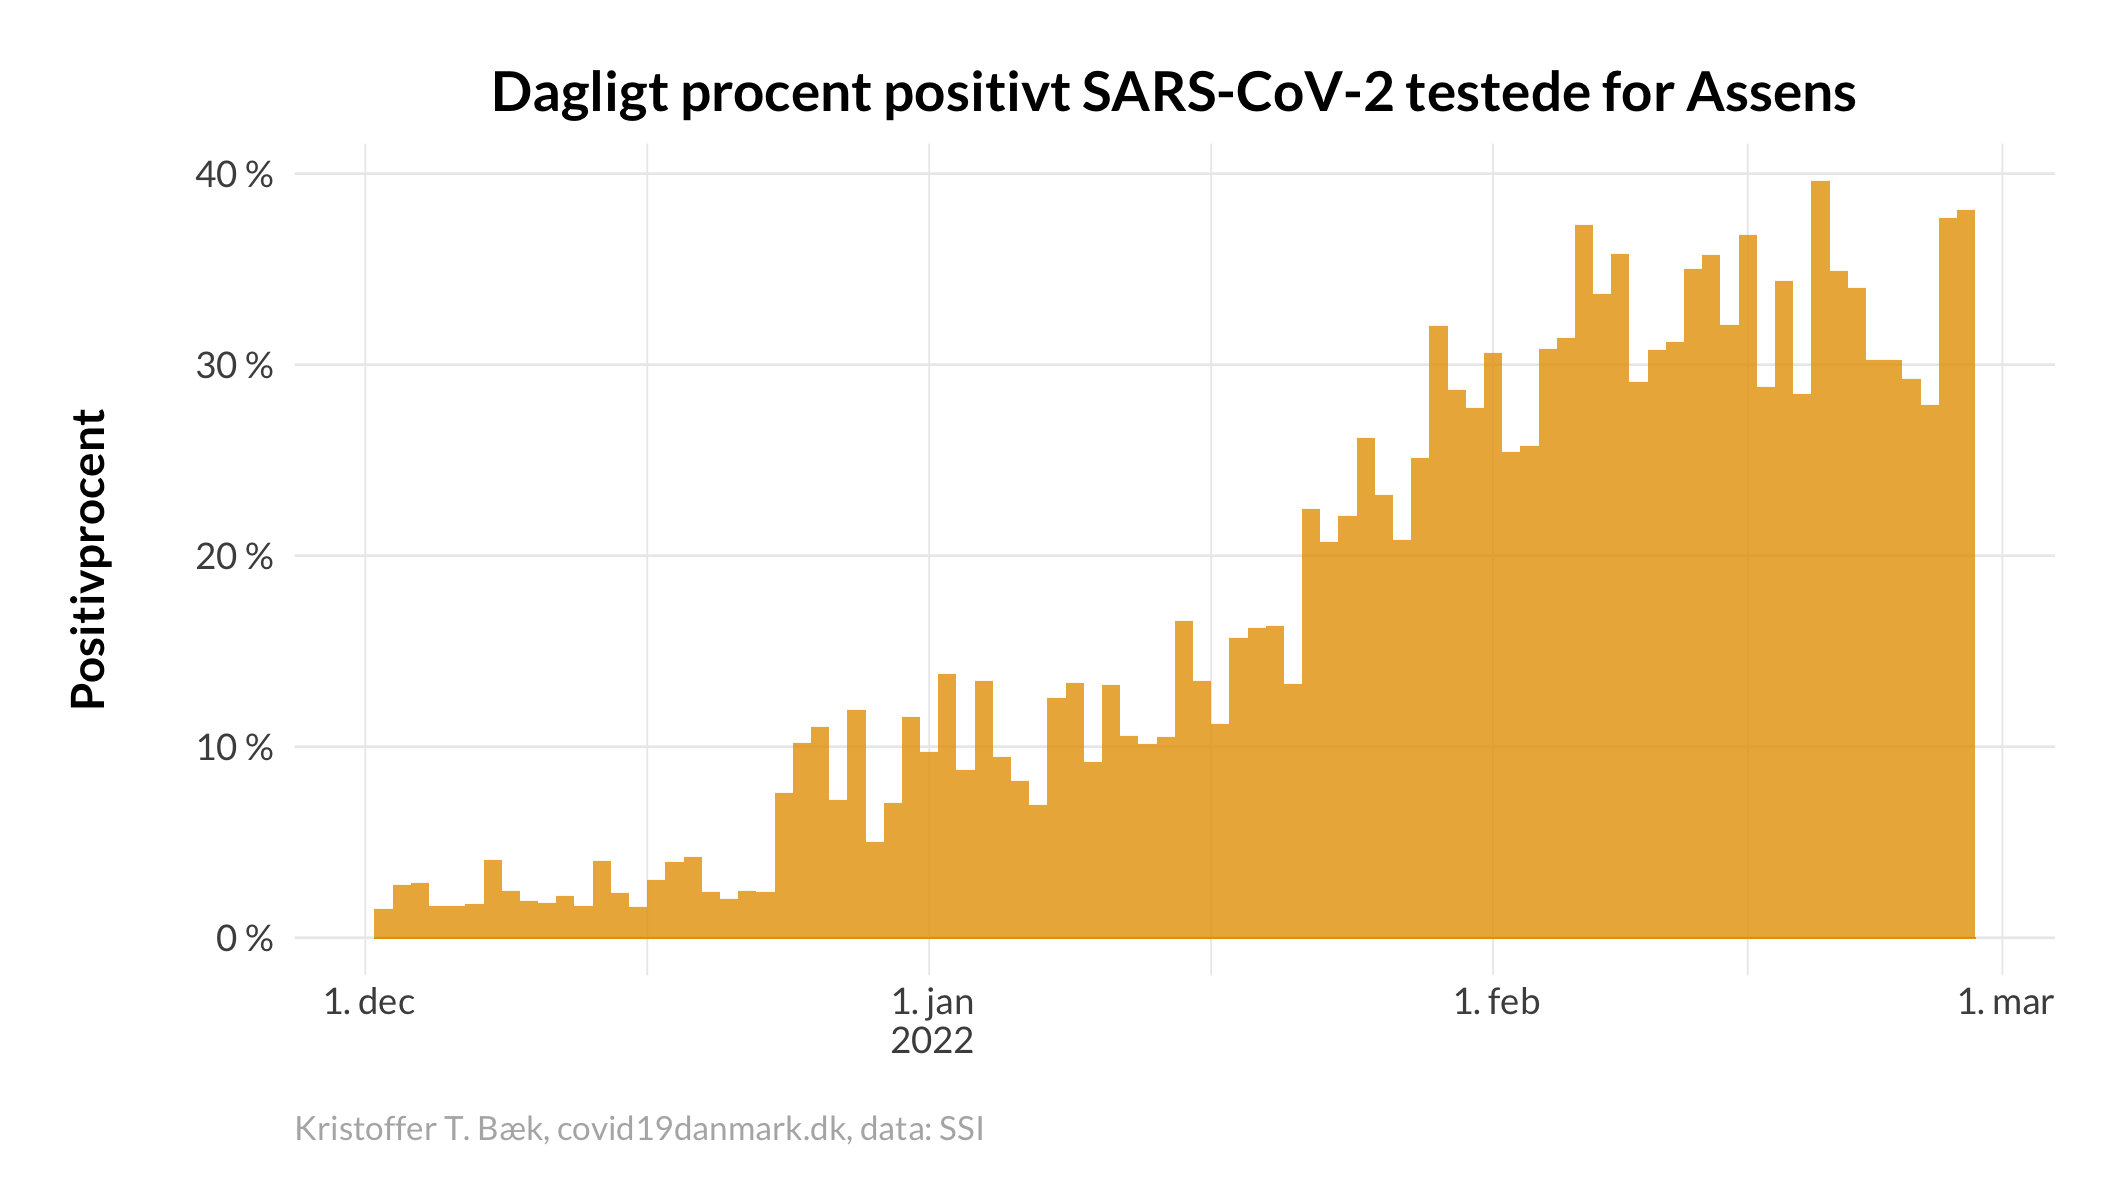 Dagligt procent positivt SARS-CoV-2 testede for Assens
Positivprocent
40 %
30 %
20 %
10 %
0 %
1. dec
1. jan
2022
1. feb
1. mar
Kristoffer T. Bæk, covid19danmark.dk, data: SSI